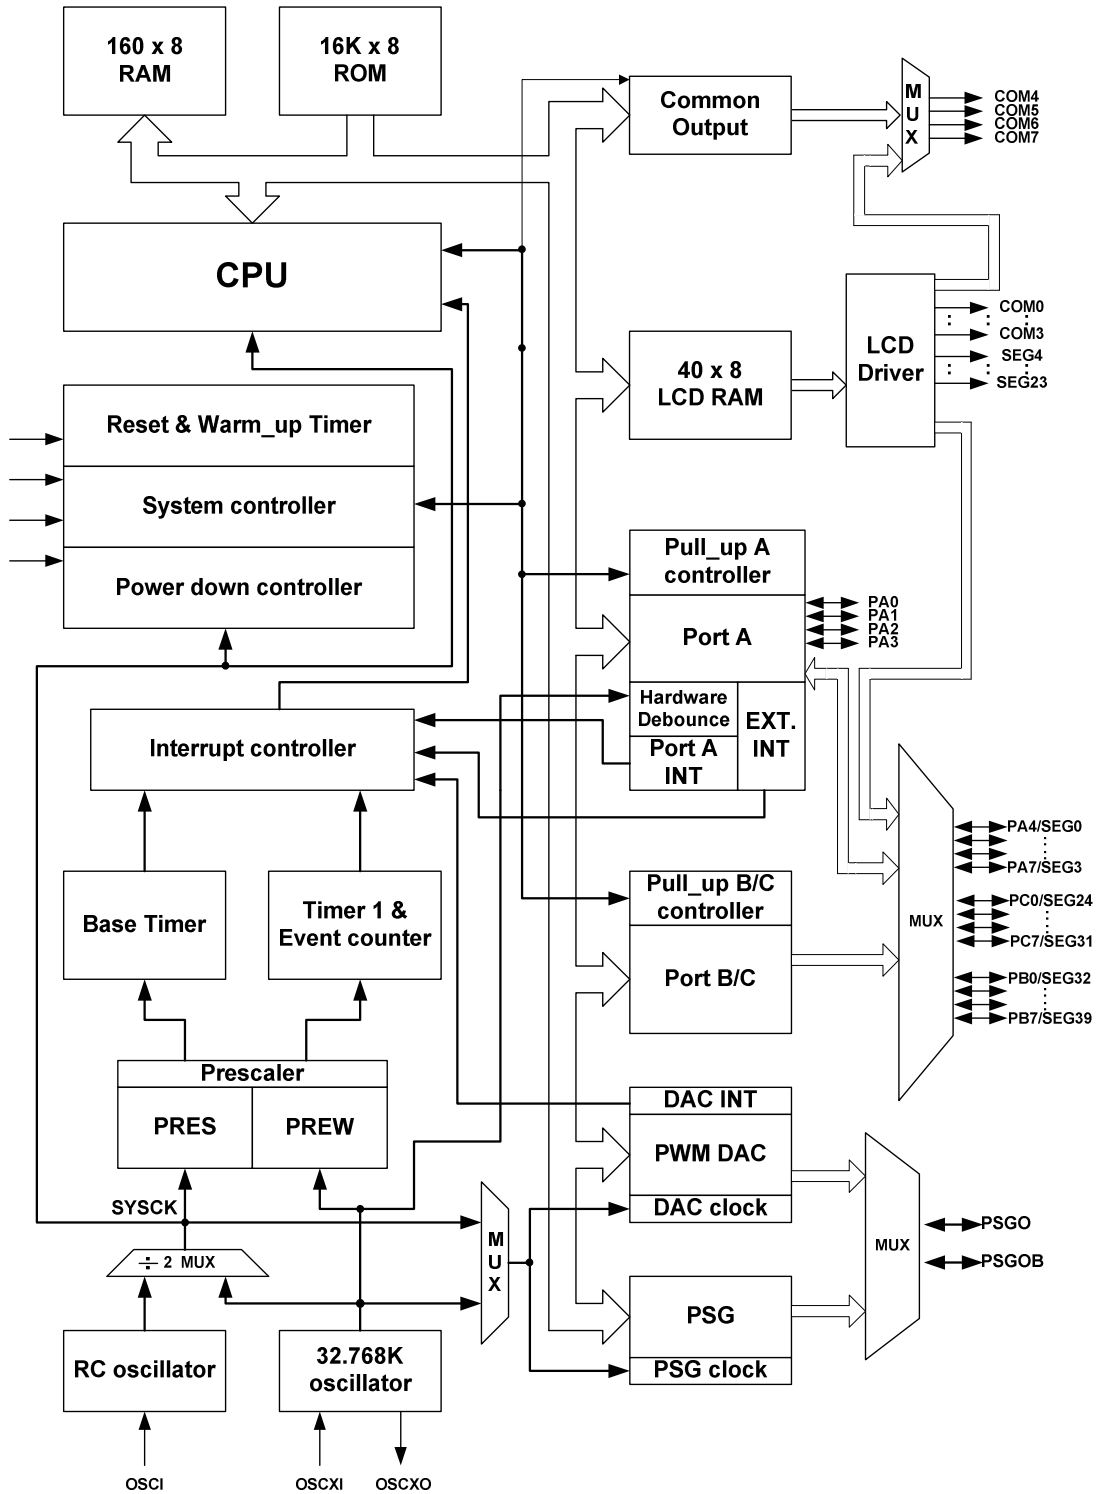 160 x 8
RAM
16K x 8
ROM
Common
Output
M
U
X
COM4
COM5
COM6
COM7
CPU
40 x 8
LCD RAM
LCD
Driver
COM0
COM3
SEG4
SEG23
Reset & Warm_up Timer
System controller
Power down controller
Pull_up A
controller
Port A
PA0
PA1
PA2
PA3
Hardware
Debounce
EXT.
INT
Port A
INT
Interrupt controller
Base Timer
Timer 1 &
Event counter
Pull_up B/C
controller
Port B/C
MUX
PA4/SEG0
PA7/SEG3
PC0/SEG24
PC7/SEG31
PB0/SEG32
PB7/SEG39
Prescaler
PRES
PREW
DAC INT
PWM DAC
DAC clock
SYSCK
÷ 2 MUX
M
U
X
MUX
PSGO
PSGOB
PSG
PSG clock
RC oscillator
32.768K
oscillator
OSCI
OSCXI
OSCXO